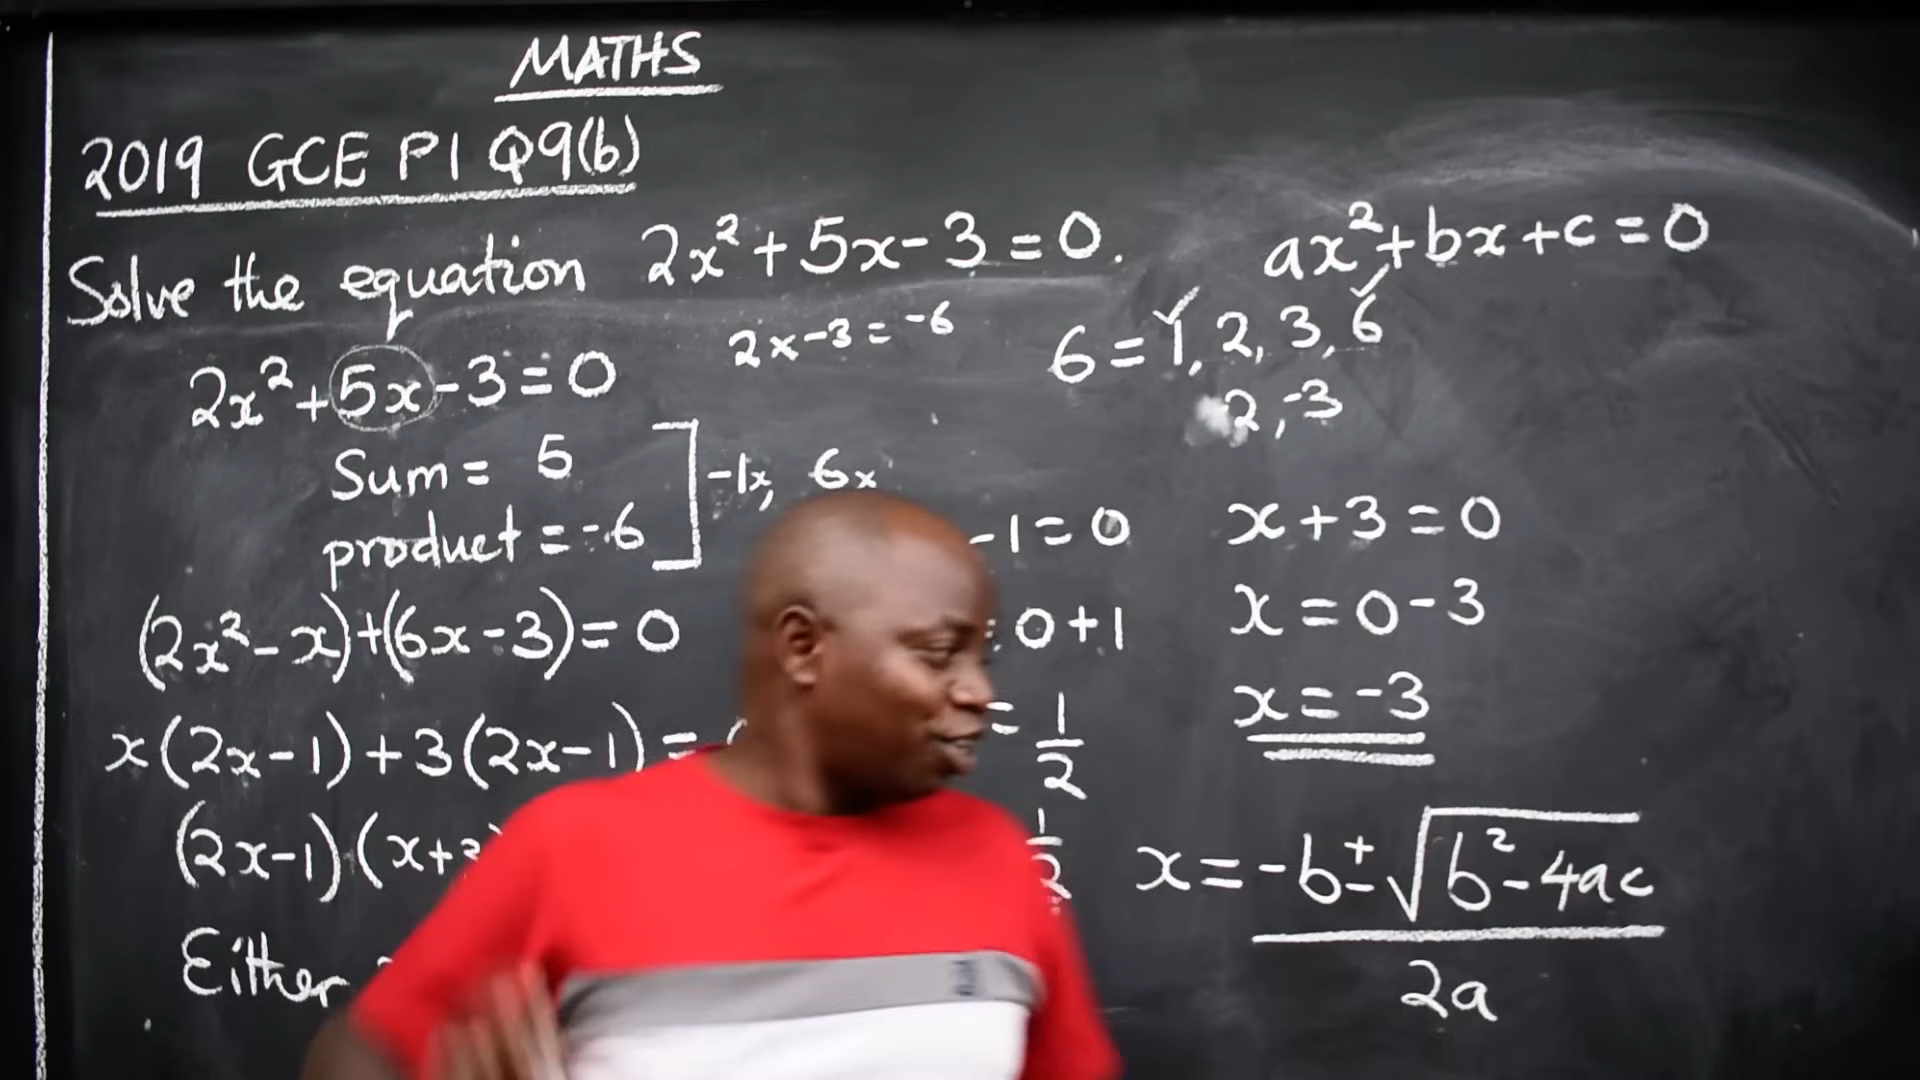 MATHS
2019 GCE P1 Q9(b)
Solve the equation 2x²+5x-3=0.
ax²+bx+c=0
2x²+5x-3=0
2x-3=-6
6=1,2,3,6
2,-3
Sum = 5
product = -6
-1x, 6x
(2x²-x)+(6x-3)=0
x(2x-1)+3(2x-1)=
(2x-1)(x+3
Either
-1=0
0+1
=1/2
1/2
x+3=0
x=0-3
x=-3
x=-b±√b²-4ac
2a